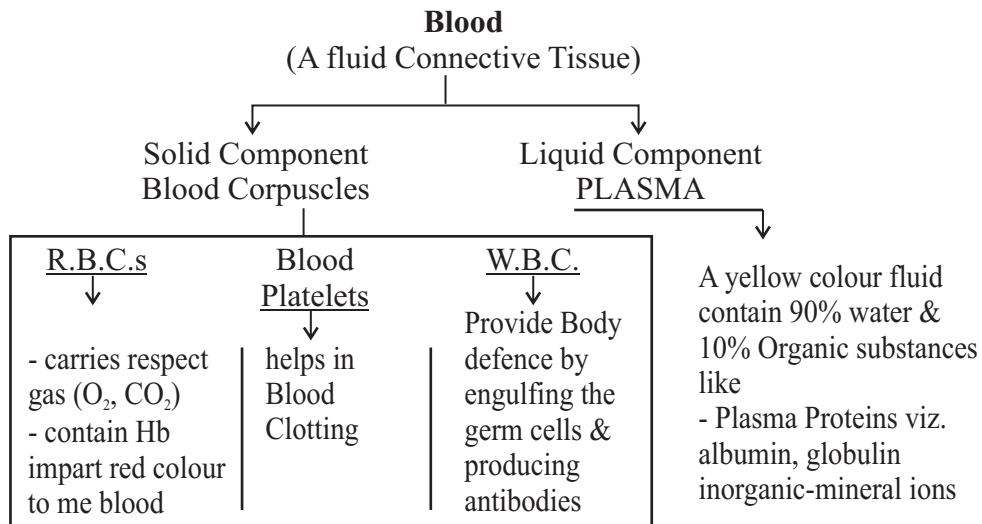 Blood
(A fluid Connective Tissue)
Solid Component
Blood Corpuscles
Liquid Component
PLASMA
R.B.C.s
- carries respect
gas (O₂, CO₂)
- contain Hb
impart red colour
to me blood
Blood
Platelets
helps in
Blood
Clotting
W.B.C.
Provide Body
defence by
engulfing the
germ cells &
producing
antibodies
A yellow colour fluid
contain 90% water &
10% Organic substances
like
- Plasma Proteins viz.
albumin, globulin
inorganic-mineral ions